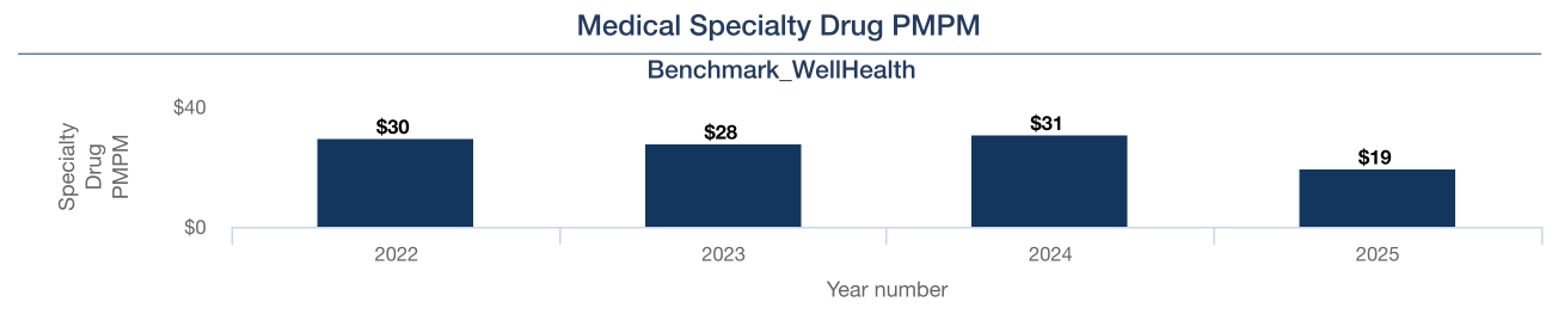 Medical Specialty Drug PMPM
Benchmark_WellHealth
Specialty
Drug
PMPM
$40
$0
$30
$28
$31
$19
2022
2023
2024
2025
Year number